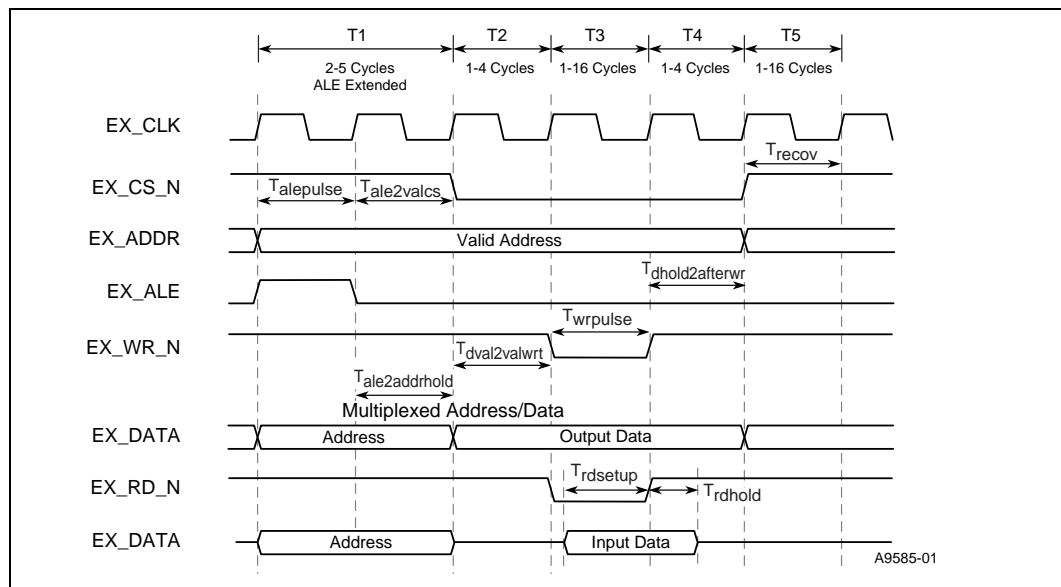 T1 T2 T3 T4 T5
2-5 Cycles 1-4 Cycles 1-16 Cycles 1-4 Cycles 1-16 Cycles
ALE Extended
EX_CLK
Trecov
EX_CS_N
Talepulse Tale2valcs
EX_ADDR
Valid Address
Tdhold2afterwr
EX_ALE
Twrpulse
EX_WR_N
Tdval2valwrt
Tale2addrhold
Multiplexed Address/Data
EX_DATA
Address Output Data
Trdsetup
EX_RD_N
Trdhold
EX_DATA
Address Input Data
A9585-01